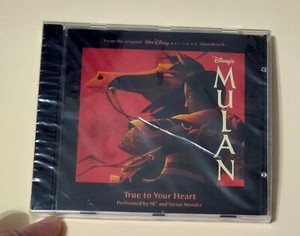 From the original Walt Disney RECORDS soundtrack
Disney's
MULAN
True to Your Heart
Performed by 98° and Stevie Wonder